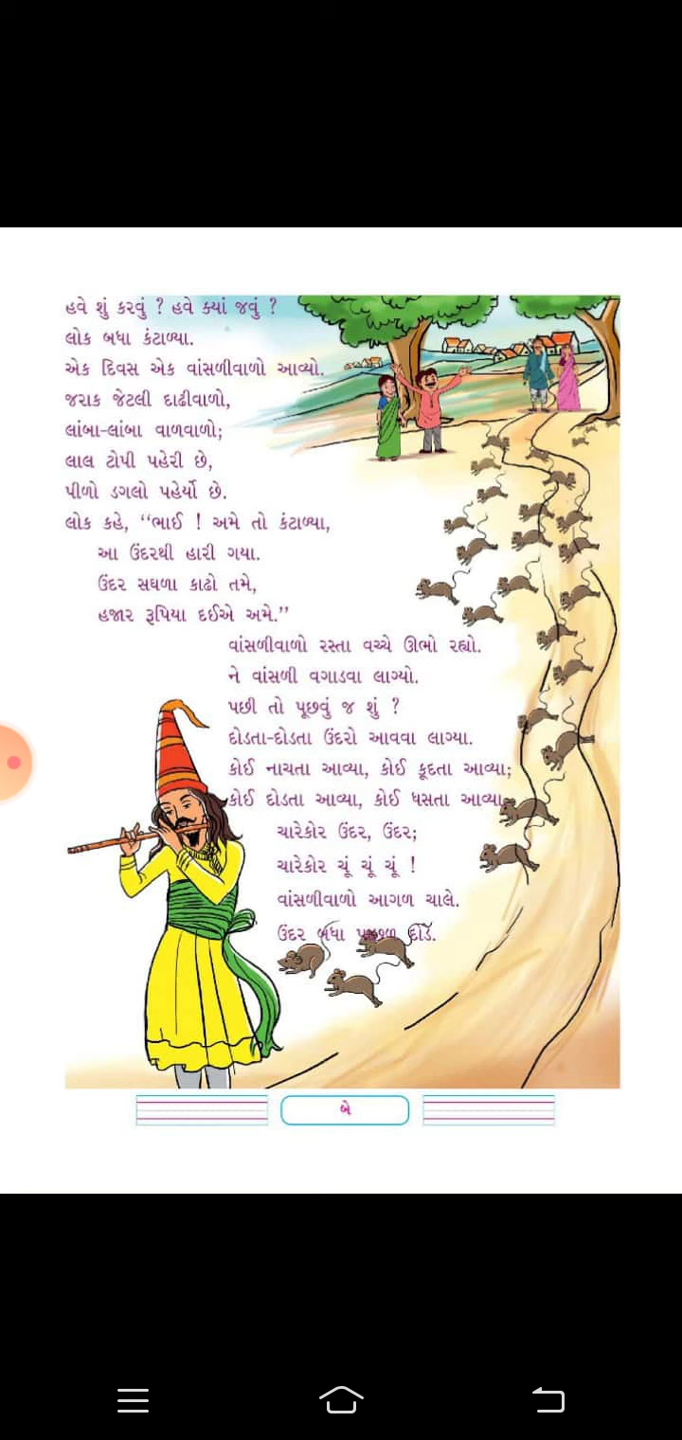 હવે શું કરવું ? હવે ક્યાં જવું ?
લોક બધા કંટાળ્યા.
એક દિવસ એક વાંસળીવાળો આવ્યો.
જરાક જેટલી દાઢીવાળો,
લાંબા-લાંબા વાળવાળો;
લાલ ટોપી પહેરી છે,
પીળો ડગલો પહેર્યો છે.
લોક કહે, ‘‘ભાઈ ! અમે તો કંટાળ્યા,
આ ઉંદરથી હારી ગયા.
ઉંદર સઘળા કાઢો તમે,
હજાર રૂપિયા દઈએ અમે.’’
વાંસળીવાળો રસ્તા વચ્ચે ઊભો રહ્યો.
ને વાંસળી વગાડવા લાગ્યો.
પછી તો પૂછવું જ શું ?
દોડતા-દોડતા ઉંદરો આવવા લાગ્યા.
કોઈ નાચતા આવ્યા, કોઈ કૂદતા આવ્યા;
કોઈ દોડતા આવ્યા, કોઈ ધસતા આવ્યા.
ચારેકોર ઉંદર, ઉંદર;
ચારેકોર ચૂં ચૂં ચૂં !
વાંસળીવાળો આગળ ચાલે.
ઉંદર બધા પાછળ દોડે.
બે